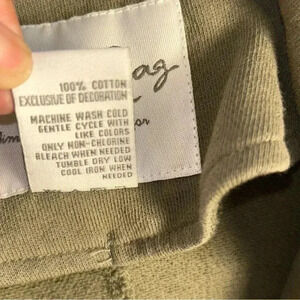 ag
100% COTTON
EXCLUSIVE OF DECORATION
MACHINE WASH COLD
GENTLE CYCLE WITH
LIKE COLORS
ONLY NON-CHLORINE
BLEACH WHEN NEEDED
TUMBLE DRY LOW
COOL IRON WHEN
NEEDED